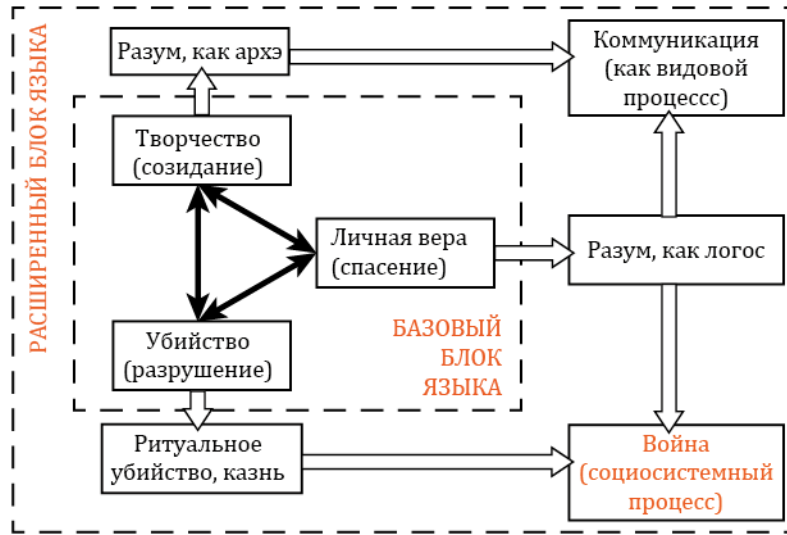 РАСШИРЕННЫЙ БЛОК ЯЗЫКА
Разум, как архэ
Коммуникация
(как видовой
процессс)
Творчество
(созидание)
Личная вера
(спасение)
Разум, как логос
Убийство
(разрушение)
БАЗОВЫЙ
БЛОК
ЯЗЫКА
Ритуальное
убийство, казнь
Война
(социосистемный
процесс)